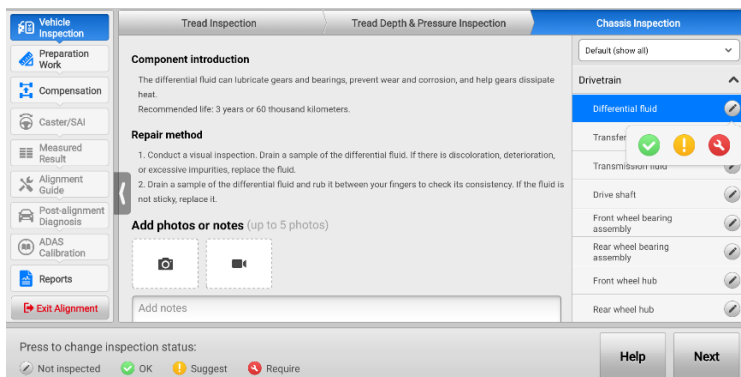 Vehicle
Inspection
Tread Inspection
Tread Depth & Pressure Inspection
Chassis Inspection
Preparation
Work
Compensation
Caster/SAI
Measured
Result
Alignment
Guide
Post-alignment
Diagnosis
ADAS
Calibration
Reports
Exit Alignment
Component introduction
The differential fluid can lubricate gears and bearings, prevent wear and corrosion, and help gears dissipate
heat.
Recommended life: 3 years or 60 thousand kilometers.
Repair method
1. Conduct a visual inspection. Drain a sample of the differential fluid. If there is discoloration, deterioration,
or excessive impurities, replace the fluid.
2. Drain a sample of the differential fluid and rub it between your fingers to check its consistency. If the fluid is
not sticky, replace it.
Add photos or notes (up to 5 photos)
Add notes
Default (show all)
Drivetrain
Differential fluid
Transfer
Transmission fluid
Drive shaft
Front wheel bearing
assembly
Rear wheel bearing
assembly
Front wheel hub
Rear wheel hub
Press to change inspection status:
Not inspected
OK
Suggest
Require
Help
Next